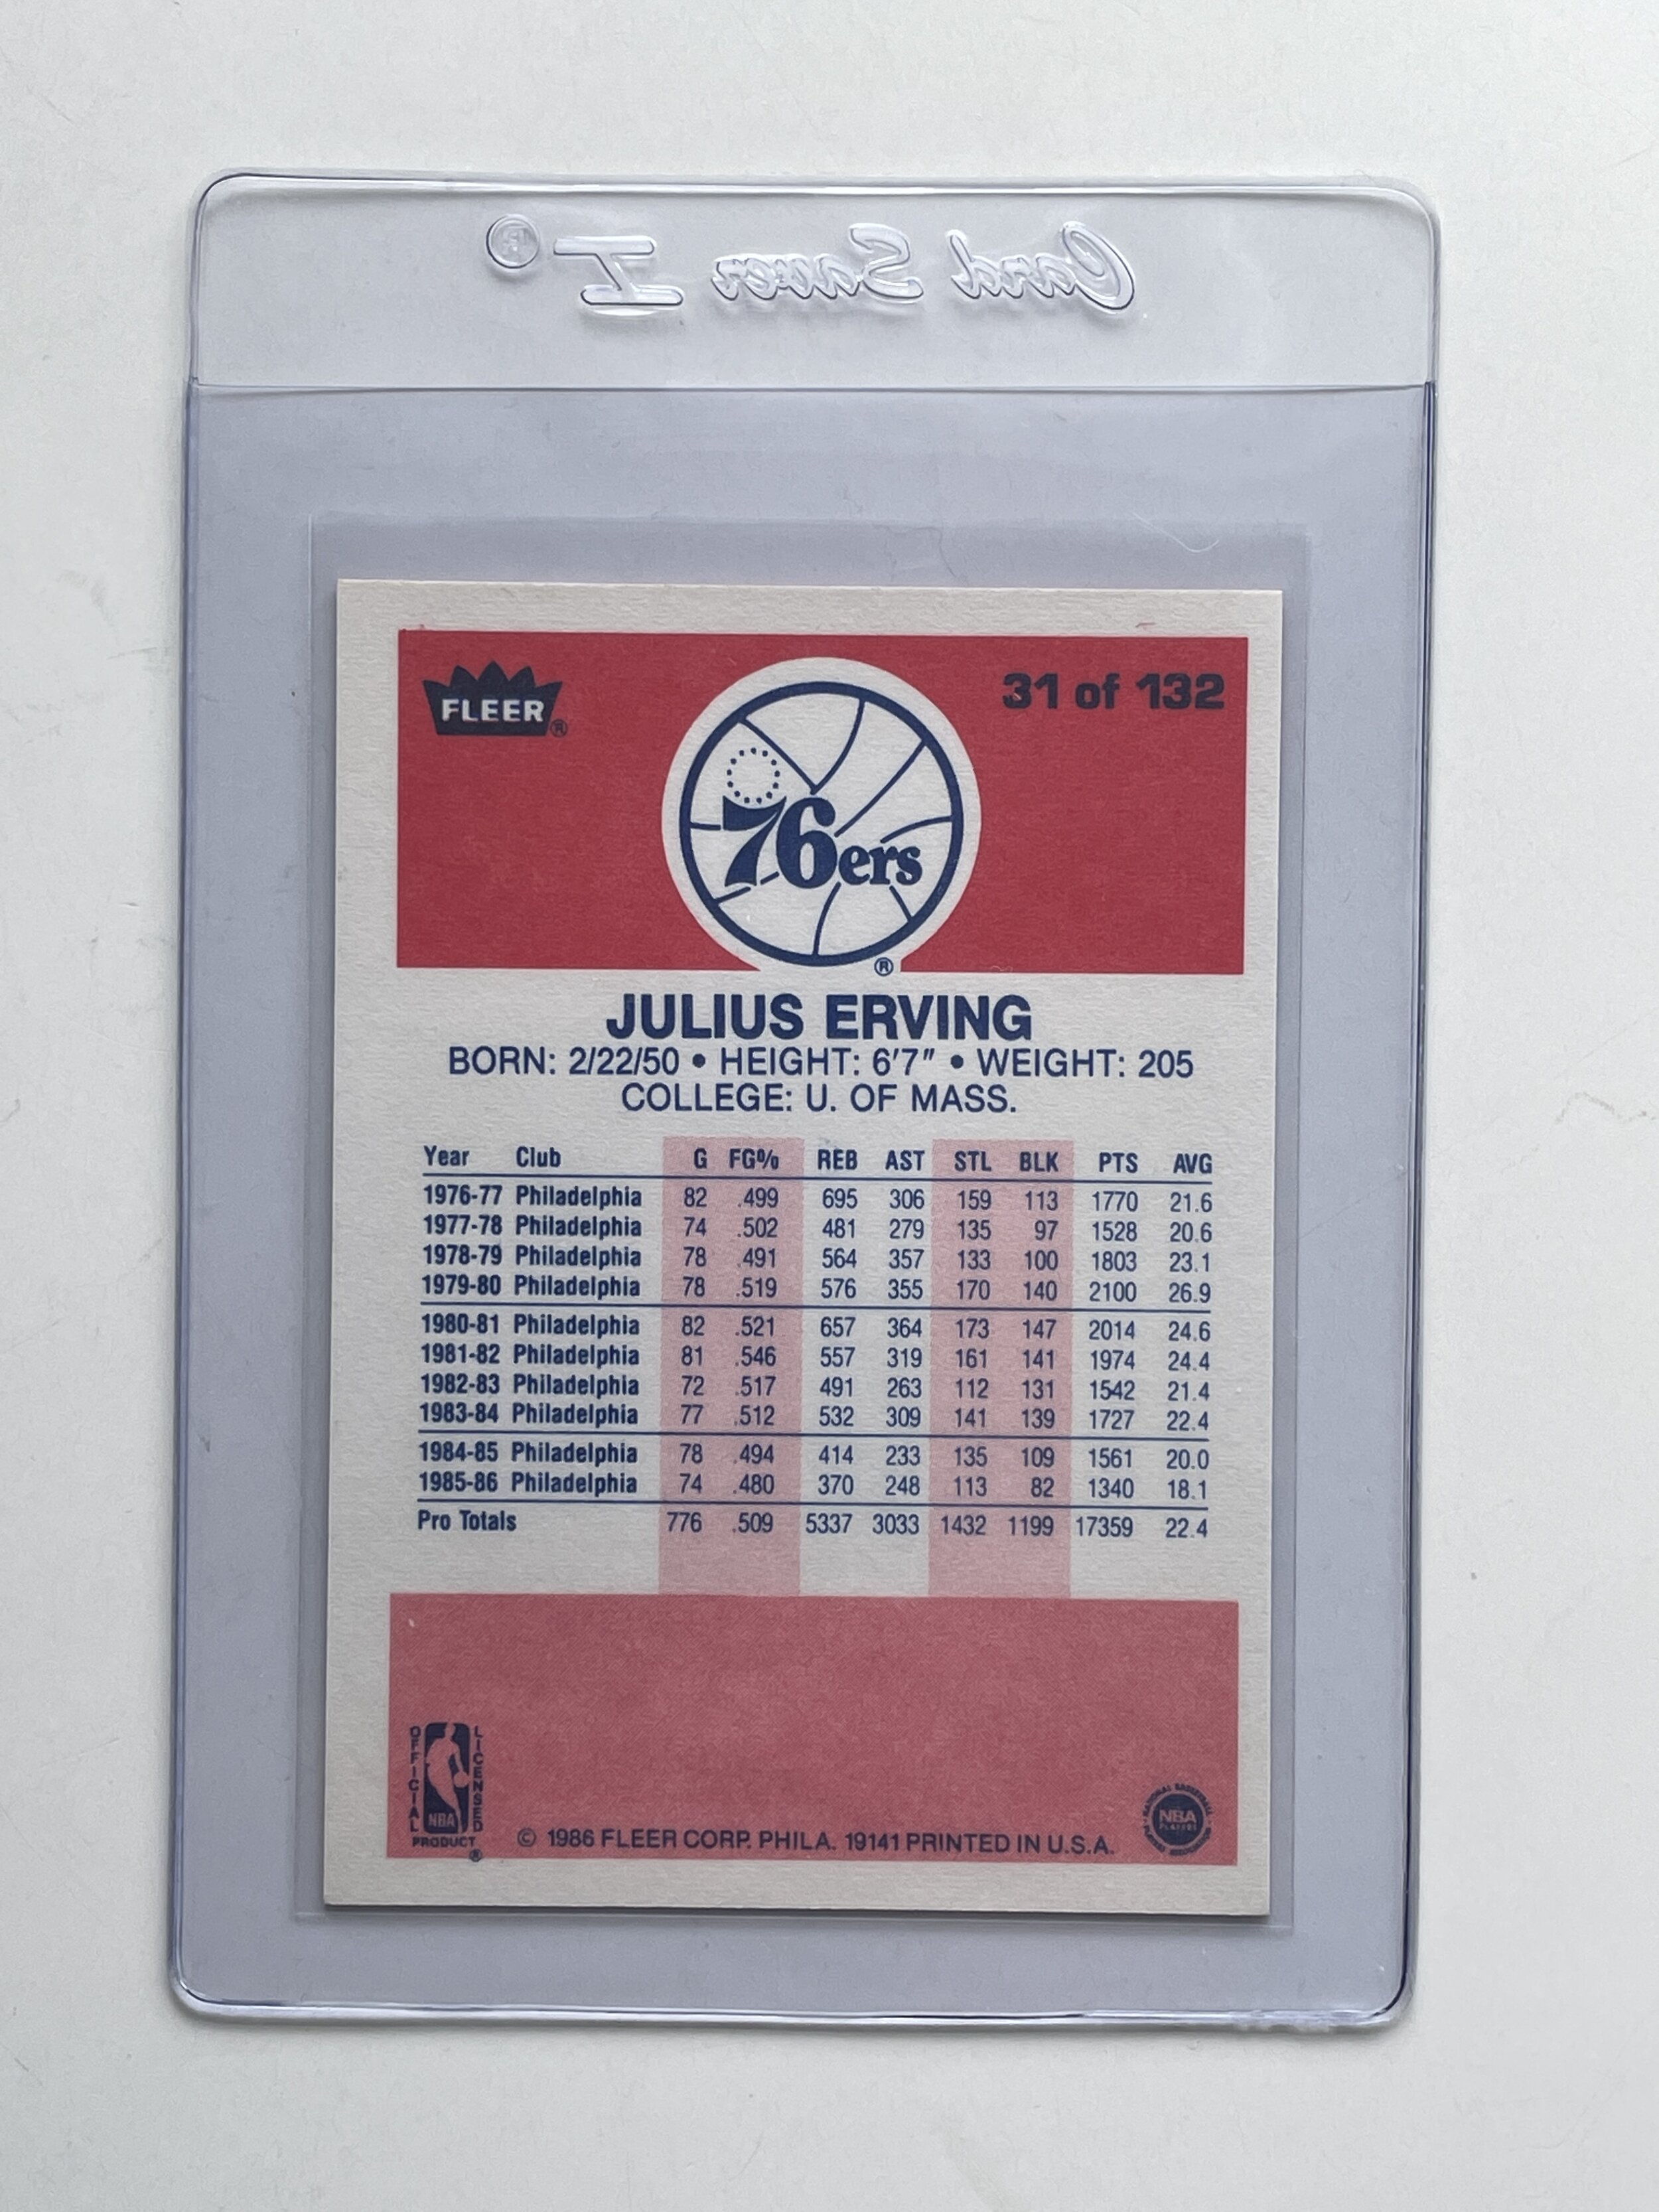 Card Saver I®
FLEER®
31 of 132
76ers
®
JULIUS ERVING
BORN: 2/22/50 • HEIGHT: 6'7" • WEIGHT: 205
COLLEGE: U. OF MASS.
Year Club G FG% REB AST STL BLK PTS AVG
1976-77 Philadelphia 82 .499 695 306 159 113 1770 21.6
1977-78 Philadelphia 74 .502 481 279 135 97 1528 20.6
1978-79 Philadelphia 78 .491 564 357 133 100 1803 23.1
1979-80 Philadelphia 78 .519 576 355 170 140 2100 26.9
1980-81 Philadelphia 82 .521 657 364 173 147 2014 24.6
1981-82 Philadelphia 81 .546 557 319 161 141 1974 24.4
1982-83 Philadelphia 72 .517 491 263 112 131 1542 21.4
1983-84 Philadelphia 77 .512 532 309 141 139 1727 22.4
1984-85 Philadelphia 78 .494 414 233 135 109 1561 20.0
1985-86 Philadelphia 74 .480 370 248 113 82 1340 18.1
Pro Totals 776 .509 5337 3033 1432 1199 17359 22.4
OFFICIAL LICENSED
NBA
PRODUCT
®
© 1986 FLEER CORP. PHILA. 19141 PRINTED IN U.S.A.
NATIONAL BASKETBALL
NBA
PLAYERS
PLAYERS ASSOCIATION